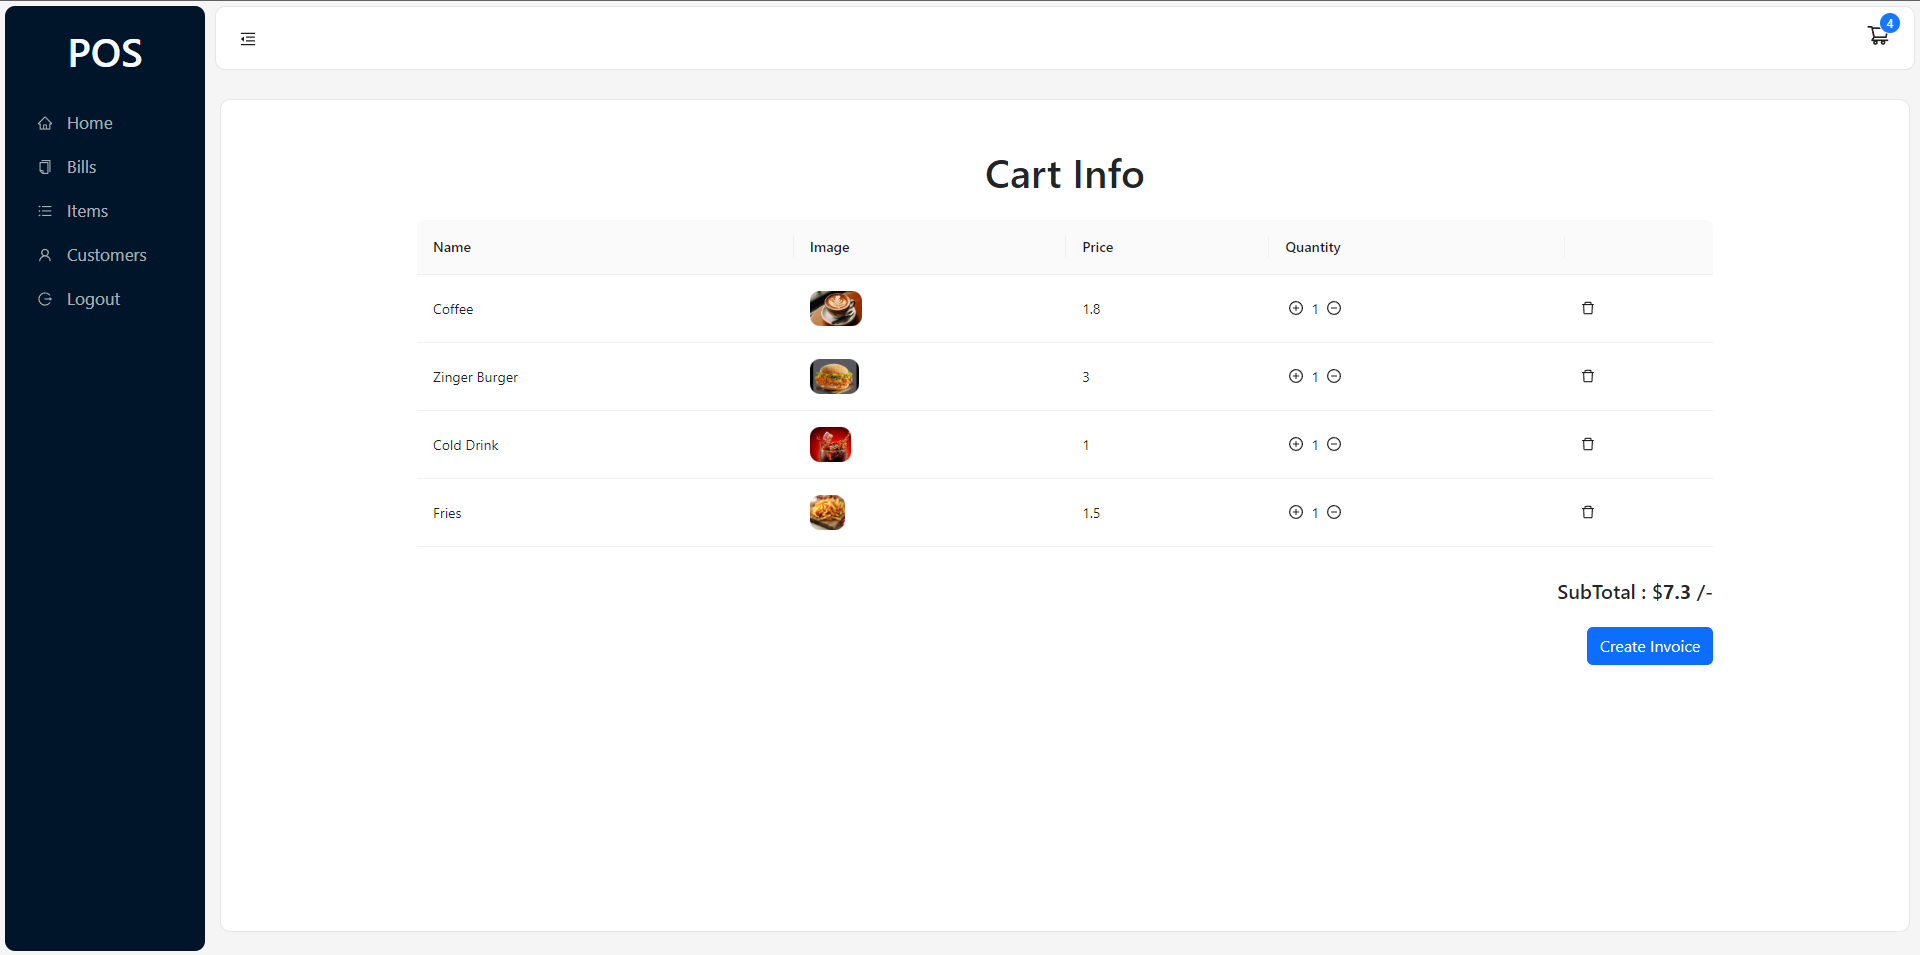 POS
Home
Bills
Items
Customers
Logout
4
Cart Info
Name Image Price Quantity
Coffee 1.8 1
Zinger Burger 3 1
Cold Drink 1 1
Fries 1.5 1
SubTotal : $7.3 /-
Create Invoice